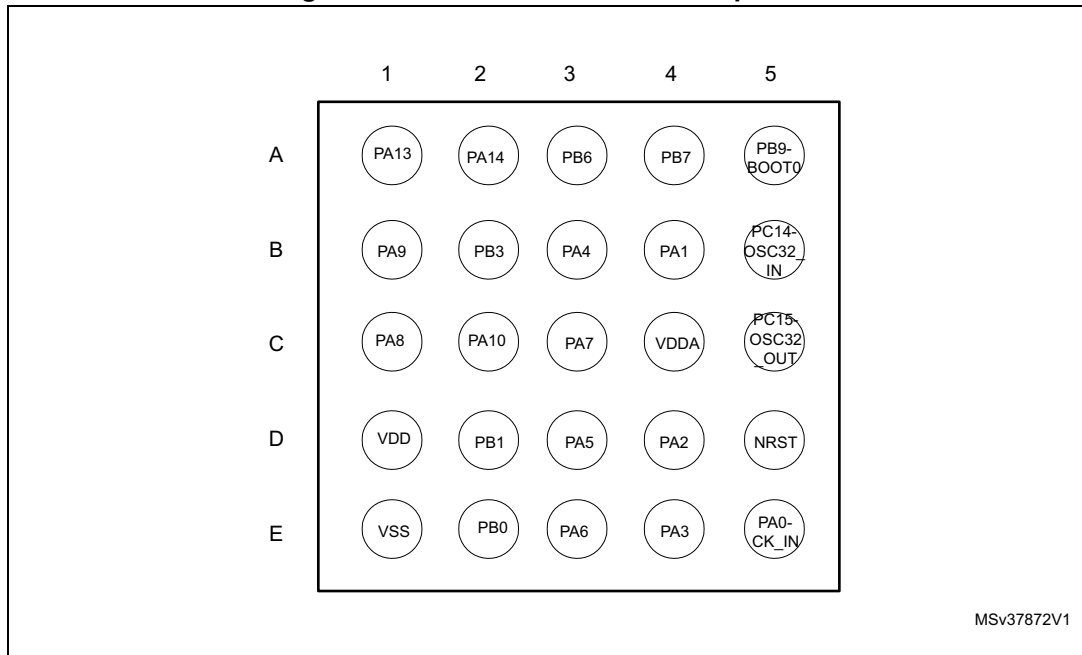 1 2 3 4 5
A PA13 PA14 PB6 PB7 PB9-
BOOT0
B PA9 PB3 PA4 PA1 PC14-
OSC32_
IN
C PA8 PA10 PA7 VDDA PC15-
OSC32
_OUT
D VDD PB1 PA5 PA2 NRST
E VSS PB0 PA6 PA3 PA0-
CK_IN
MSv37872V1